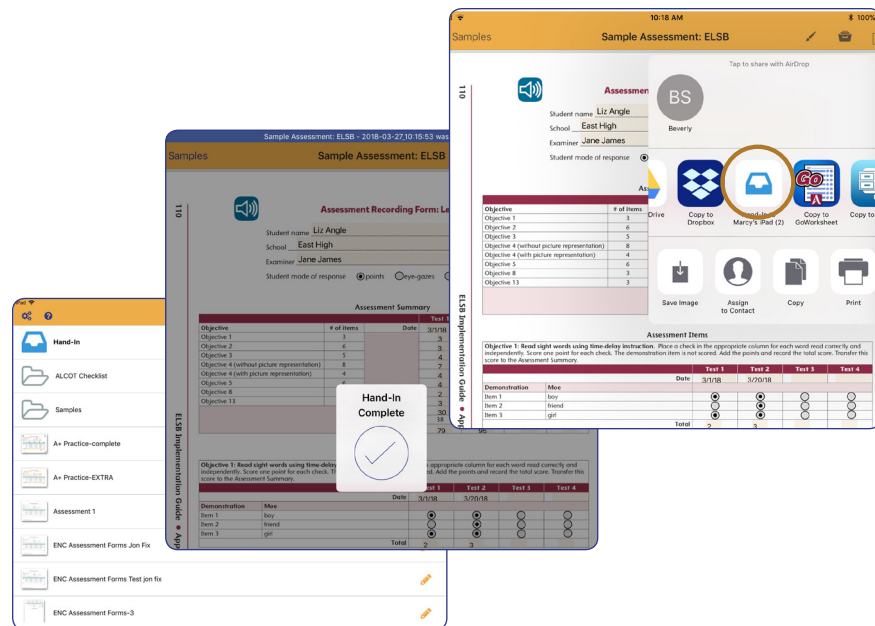 10:18 AM
100%
Samples
Sample Assessment: ELSB
Tap to share with AirDrop
BS
Beverly
110
Assessmen
Student name Liz Angle
School East High
Examiner Jane James
Student mode of response
Drive
Copy to Dropbox
Hand-In to Marcy's iPad (2)
Go
A
Copy to GoWorksheet
Copy to
Save Image
Assign to Contact
Copy
Print
Objective # of Items
Objective 1 3
Objective 2 6
Objective 3 5
Objective 4 (without picture representation) 8
Objective 4 (with picture representation) 4
Objective 5 6
Objective 8 3
Objective 13 3
ELSB Implementation Guide • App
Assessment Items
Objective 1: Read sight words using time-delay instruction. Place a check in the appropriate column for each word read correctly and
independently. Score one point for each check. The demonstration item is not scored. Add the points and record the total score. Transfer this
score to the Assessment Summary.
Test 1 Test 2 Test 3 Test 4
Date 3/1/18 3/20/18
Demonstration Moe
Item 1 boy
Item 2 friend
Item 3 girl
Total 2 3
Sample Assessment: ELSB - 2018-03-27_10:15:53 was
Samples
Sample Assessment: ELSB
110
Assessment Recording Form: Le
Student name Liz Angle
School East High
Examiner Jane James
Student mode of response points eye-gazes
Assessment Summary
Test 1
Objective # of Items Date 3/1/18
Objective 1 3 3
Objective 2 6 3
Objective 3 5 4
Objective 4 (without picture representation) 8 7
Objective 4 (with picture representation) 4 4
Objective 5 6 4
Objective 8 2
Objective 13 3
30
38
79 95
Hand-In
Complete
ELSB Implementation Guide • App
Objective 1: Read sight words using time-delay appropriate column for each word read correctly and
independently. Score one point for each check. Th ed. Add the points and record the total score. Transfer this
score to the Assessment Summary.
Test 1 Test 2 Test 3 Test 4
Date 3/1/18 3/20/18
Demonstration Moe
Item 1 boy
Item 2 friend
Item 3 girl
Total 2 3
iPad
Hand-In
ALCOT Checklist
Samples
A+ Practice-complete
A+ Practice-EXTRA
Assessment 1
ENC Assessment Forms Jon Fix
ENC Assessment Forms Test jon fix
ENC Assessment Forms-3